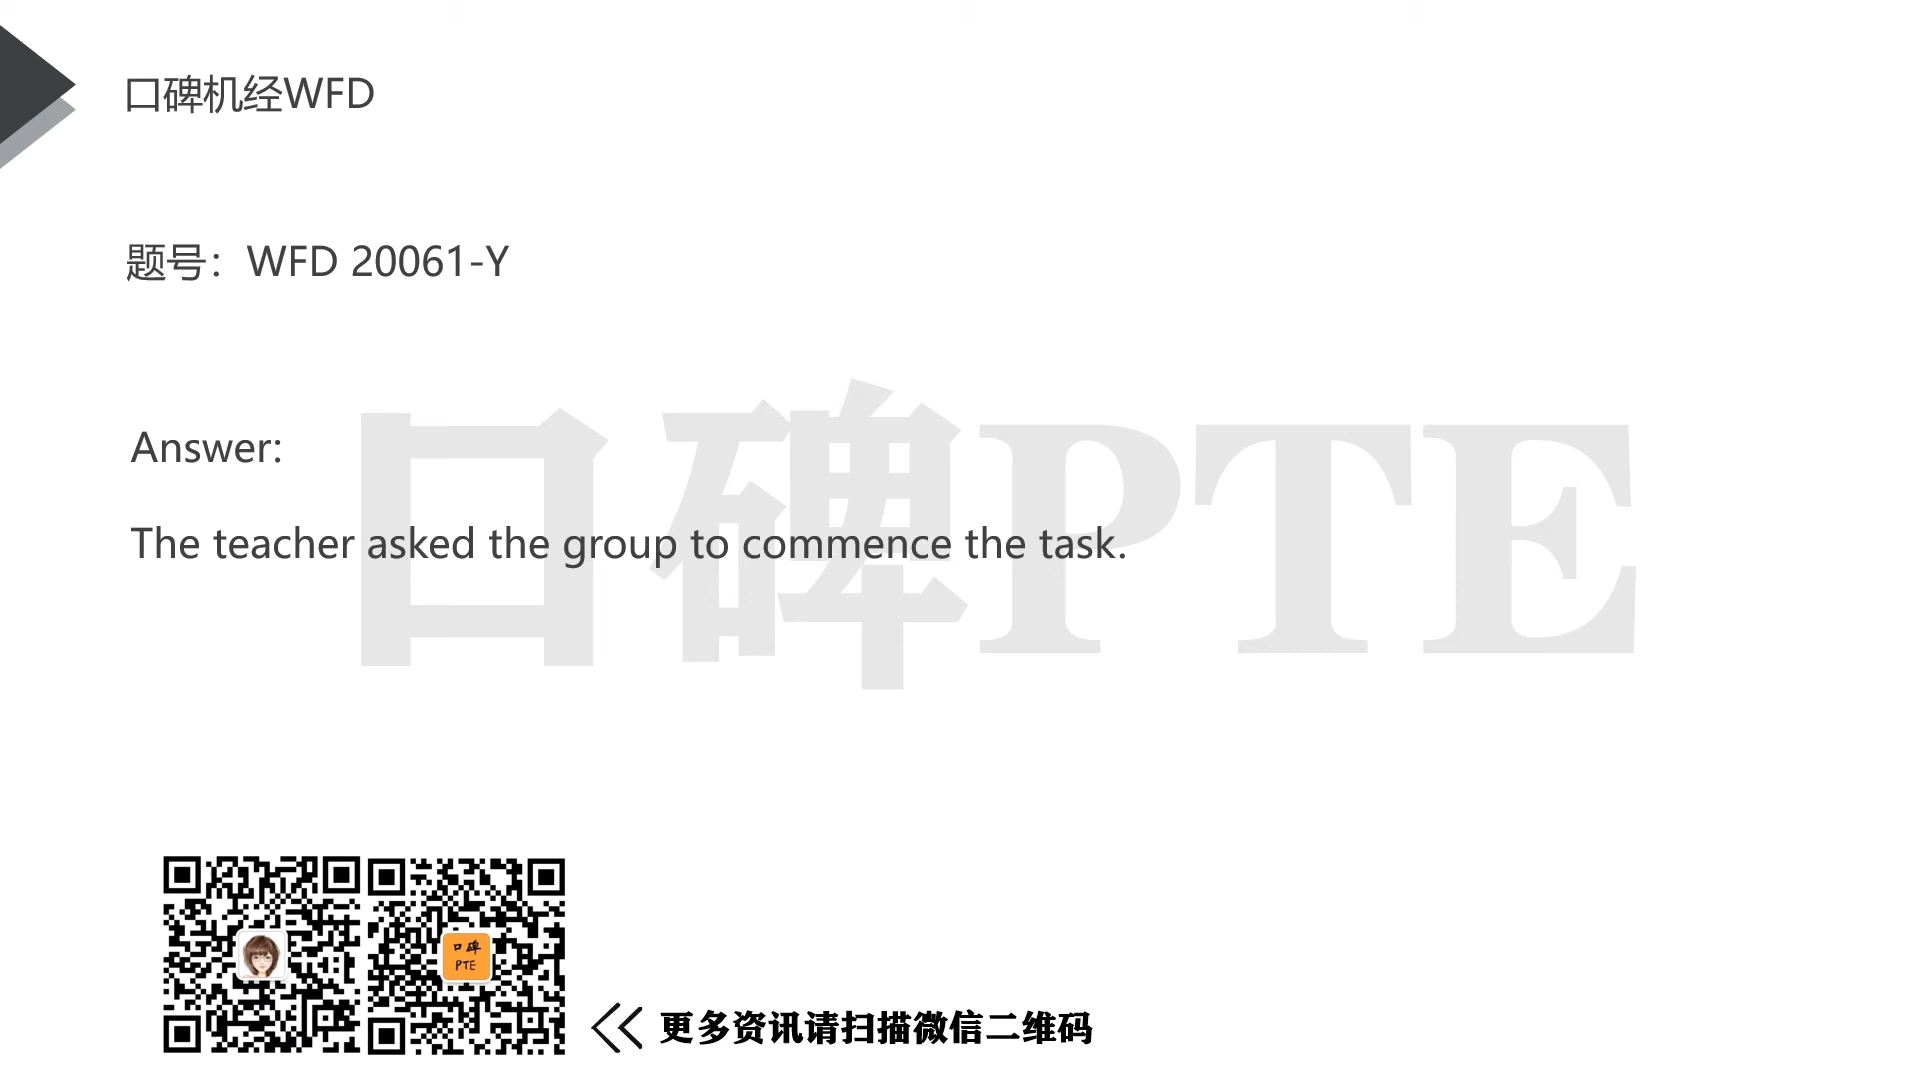 口碑机经WFD
题号：WFD 20061-Y
Answer:
口碑PTE
The teacher asked the group to commence the task.
口碑
PTE
更多资讯请扫描微信二维码